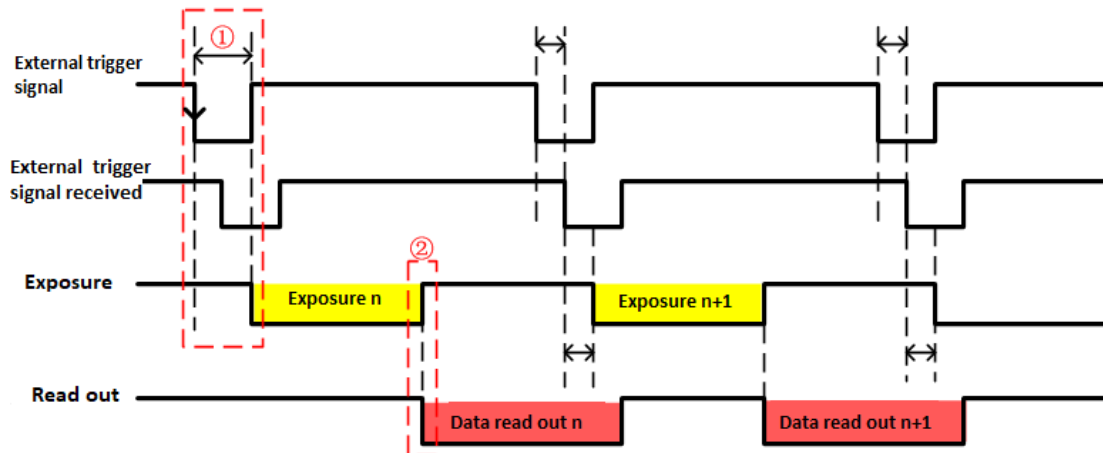 ①
External trigger
signal
External trigger
signal received
②
Exposure
Exposure n
Exposure n+1
Read out
Data read out n
Data read out n+1